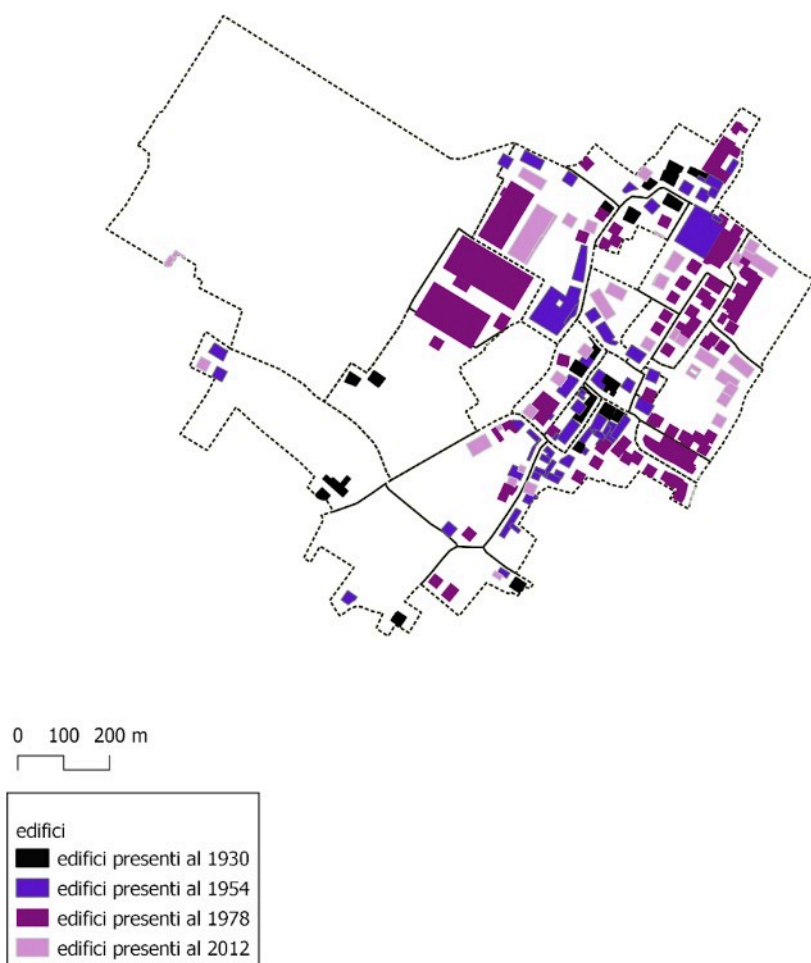 0 100 200 m
edifici
edifici presenti al 1930
edifici presenti al 1954
edifici presenti al 1978
edifici presenti al 2012